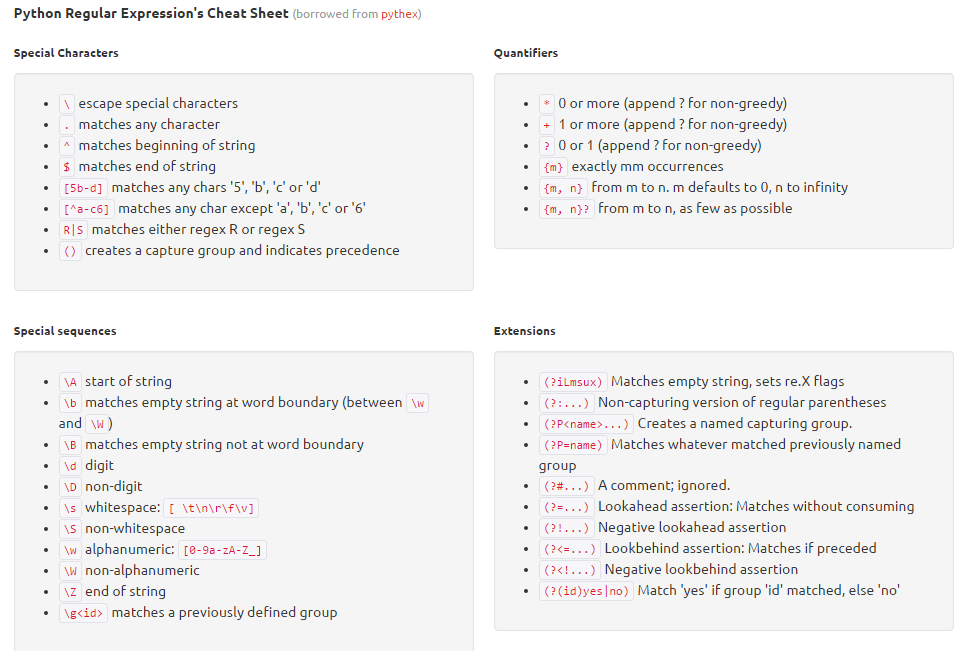 Python Regular Expression's Cheat Sheet (borrowed from pythex)
Special Characters
\ escape special characters
. matches any character
^ matches beginning of string
$ matches end of string
[5b-d] matches any chars '5', 'b', 'c' or 'd'
[^a-c6] matches any char except 'a', 'b', 'c' or '6'
R|S matches either regex R or regex S
() creates a capture group and indicates precedence
Quantifiers
* 0 or more (append ? for non-greedy)
+ 1 or more (append ? for non-greedy)
? 0 or 1 (append ? for non-greedy)
{m} exactly mm occurrences
{m, n} from m to n. m defaults to 0, n to infinity
{m, n}? from m to n, as few as possible
Special sequences
\A start of string
\b matches empty string at word boundary (between \w
and \W )
\B matches empty string not at word boundary
\d digit
\D non-digit
\s whitespace: [ \t\n\r\f\v]
\S non-whitespace
\w alphanumeric: [0-9a-zA-Z_]
\W non-alphanumeric
\Z end of string
\g<id> matches a previously defined group
Extensions
(?iLmsux) Matches empty string, sets re.X flags
(?:...) Non-capturing version of regular parentheses
(?P<name>...) Creates a named capturing group.
(?P=name) Matches whatever matched previously named
group
(?#...) A comment; ignored.
(?=...) Lookahead assertion: Matches without consuming
(?!...) Negative lookahead assertion
(?<=...) Lookbehind assertion: Matches if preceded
(?<!...) Negative lookbehind assertion
(?(id)yes|no) Match 'yes' if group 'id' matched, else 'no'